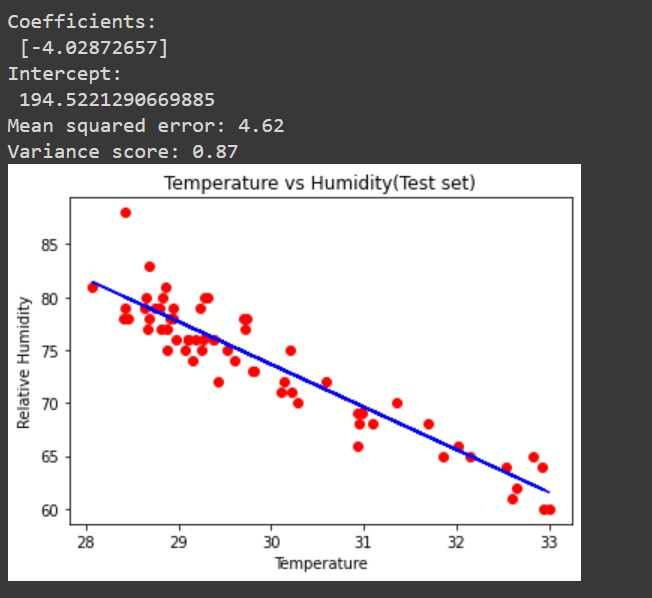 Coefficients:
[-4.02872657]
Intercept:
194.5221290669885
Mean squared error: 4.62
Variance score: 0.87
Temperature vs Humidity(Test set)
85
80
75
70
65
60
Relative Humidity
28 29 30 31 32 33
Temperature